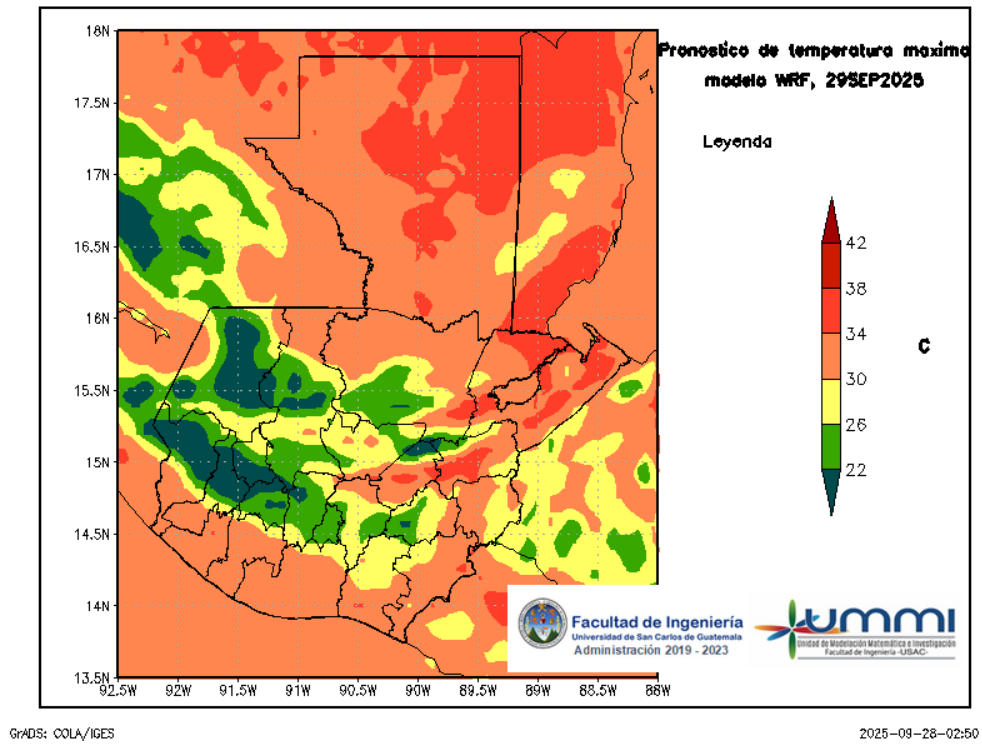 Pronostico de temperatura maxima
modelo WRF, 29SEP2025
Leyenda
42
38
34
30
26
22
C
18N
17.5N
17N
16.5N
16N
15.5N
15N
14.5N
14N
13.5N
92.5W 92W 91.5W 91W 90.5W 90W 89.5W 89W 88.5W 88W
Facultad de Ingeniería
Universidad de San Carlos de Guatemala
Administración 2019 - 2023
ummi
Unidad de Modelación Matemática e Investigación
Facultad de Ingeniería -USAC-
GrADS: COLA/IGES
2025-09-28-02:50